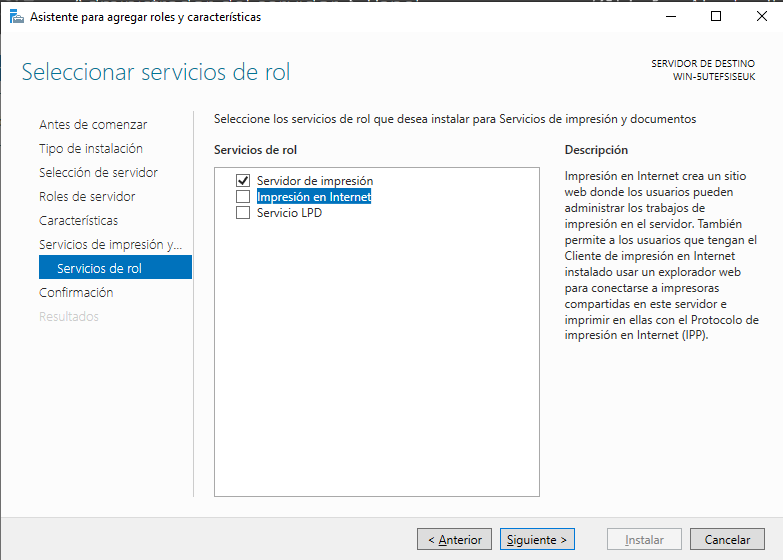 Asistente para agregar roles y características
Seleccionar servicios de rol
SERVIDOR DE DESTINO
WIN-5UTEFSISEUK
Antes de comenzar
Tipo de instalación
Selección de servidor
Roles de servidor
Características
Servicios de impresión y...
Servicios de rol
Confirmación
Resultados
Seleccione los servicios de rol que desea instalar para Servicios de impresión y documentos
Servicios de rol
Servidor de impresión
Impresión en Internet
Servicio LPD
Descripción
Impresión en Internet crea un sitio
web donde los usuarios pueden
administrar los trabajos de
impresión en el servidor. También
permite a los usuarios que tengan el
Cliente de impresión en Internet
instalado usar un explorador web
para conectarse a impresoras
compartidas en este servidor e
imprimir en ellas con el Protocolo de
impresión en Internet (IPP).
< Anterior
Siguiente >
Instalar
Cancelar